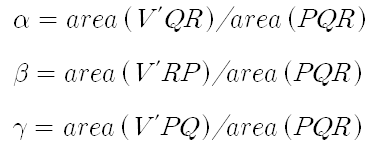 α = area (V'QR)/area (PQR)
β = area (V'RP)/area (PQR)
γ = area (V'PQ)/area (PQR)